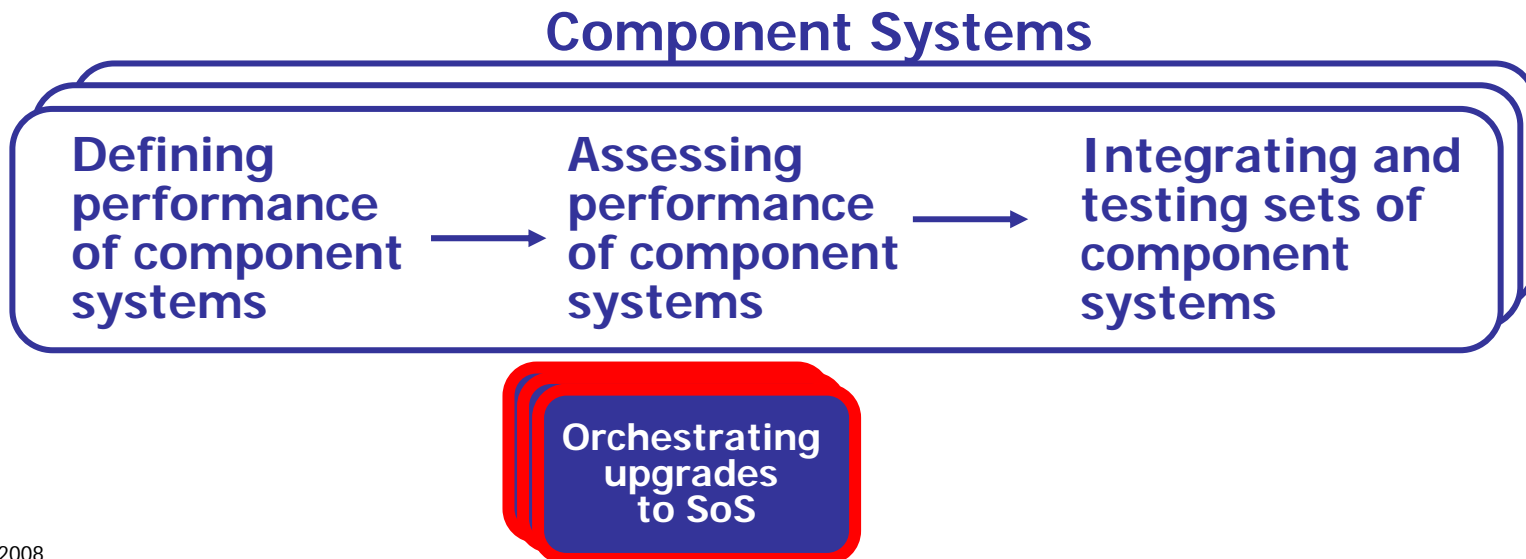 Component Systems
Defining
performance
of component
systems
Assessing
performance
of component
systems
Integrating and
testing sets of
component
systems
Orchestrating
upgrades
to SoS
2008